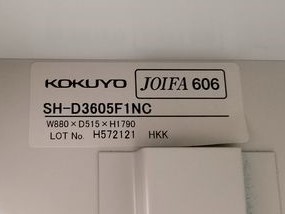 KOKUYO JOIFA 606
SH-D3605F1NC
W880×D515×H1790
LOT No. H572121 HKK